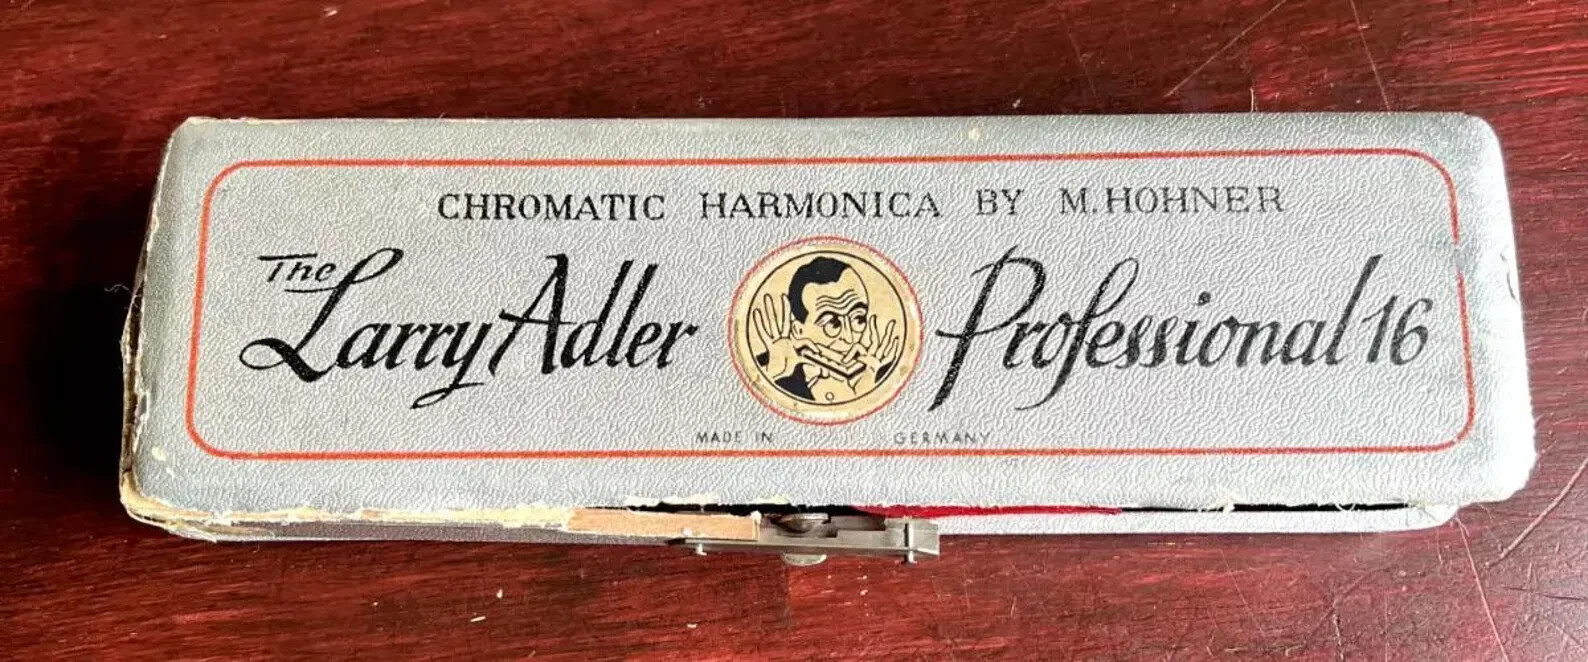 CHROMATIC HARMONICA BY M.HOHNER
The Larry Adler Professional 16
MADE IN GERMANY